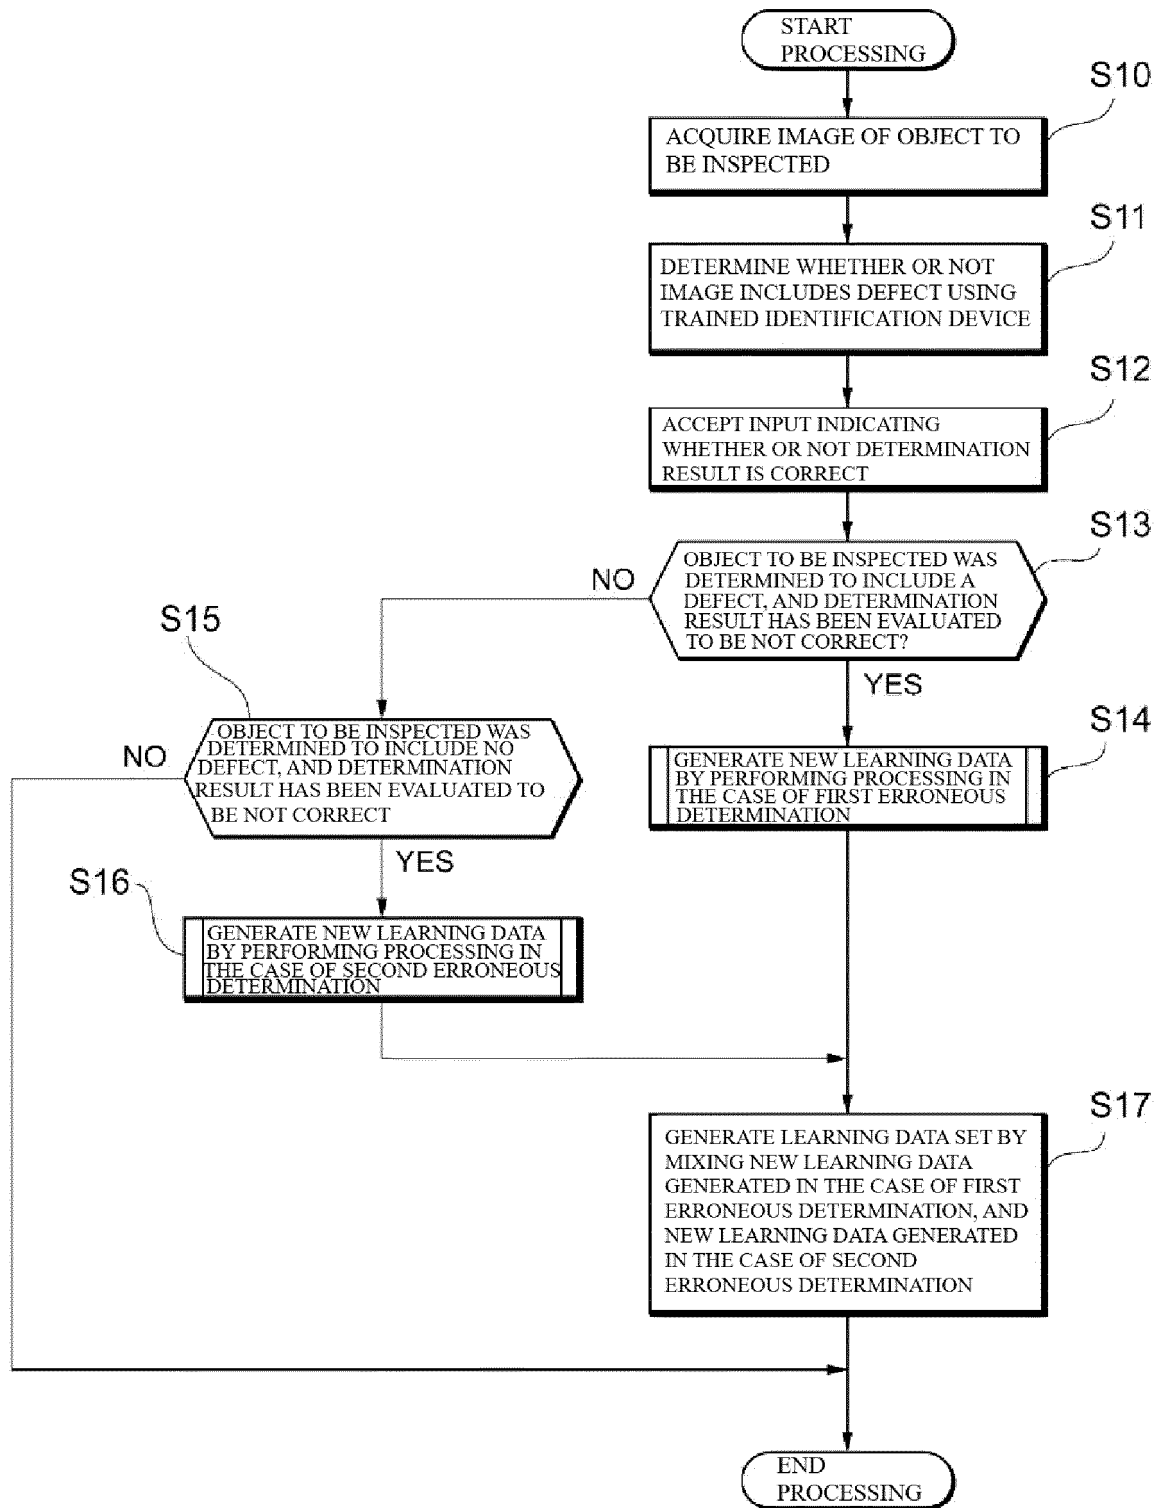 START
PROCESSING
S10
ACQUIRE IMAGE OF OBJECT TO
BE INSPECTED
S11
DETERMINE WHETHER OR NOT
IMAGE INCLUDES DEFECT USING
TRAINED IDENTIFICATION DEVICE
S12
ACCEPT INPUT INDICATING
WHETHER OR NOT DETERMINATION
RESULT IS CORRECT
S13
OBJECT TO BE INSPECTED WAS
DETERMINED TO INCLUDE A
DEFECT, AND DETERMINATION
RESULT HAS BEEN EVALUATED
TO BE NOT CORRECT?
NO
YES
S15
OBJECT TO BE INSPECTED WAS
DETERMINED TO INCLUDE NO
DEFECT, AND DETERMINATION
RESULT HAS BEEN EVALUATED TO
BE NOT CORRECT
NO
YES
S14
GENERATE NEW LEARNING DATA
BY PERFORMING PROCESSING IN
THE CASE OF FIRST ERRONEOUS
DETERMINATION
S16
GENERATE NEW LEARNING DATA
BY PERFORMING PROCESSING IN
THE CASE OF SECOND ERRONEOUS
DETERMINATION
S17
GENERATE LEARNING DATA SET BY
MIXING NEW LEARNING DATA
GENERATED IN THE CASE OF FIRST
ERRONEOUS DETERMINATION, AND
NEW LEARNING DATA GENERATED
IN THE CASE OF SECOND
ERRONEOUS DETERMINATION
END
PROCESSING